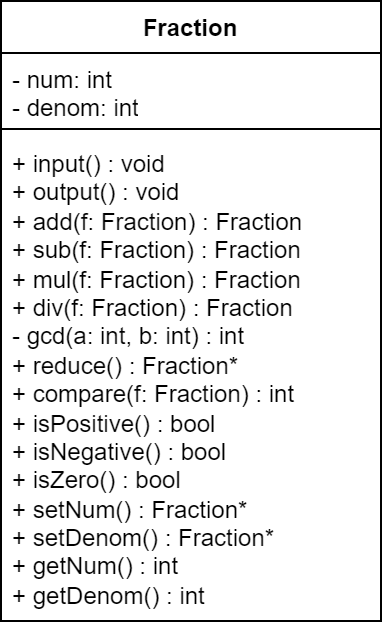 Fraction
- num: int
- denom: int
+ input() : void
+ output() : void
+ add(f: Fraction) : Fraction
+ sub(f: Fraction) : Fraction
+ mul(f: Fraction) : Fraction
+ div(f: Fraction) : Fraction
- gcd(a: int, b: int) : int
+ reduce() : Fraction*
+ compare(f: Fraction) : int
+ isPositive() : bool
+ isNegative() : bool
+ isZero() : bool
+ setNum() : Fraction*
+ setDenom() : Fraction*
+ getNum() : int
+ getDenom() : int